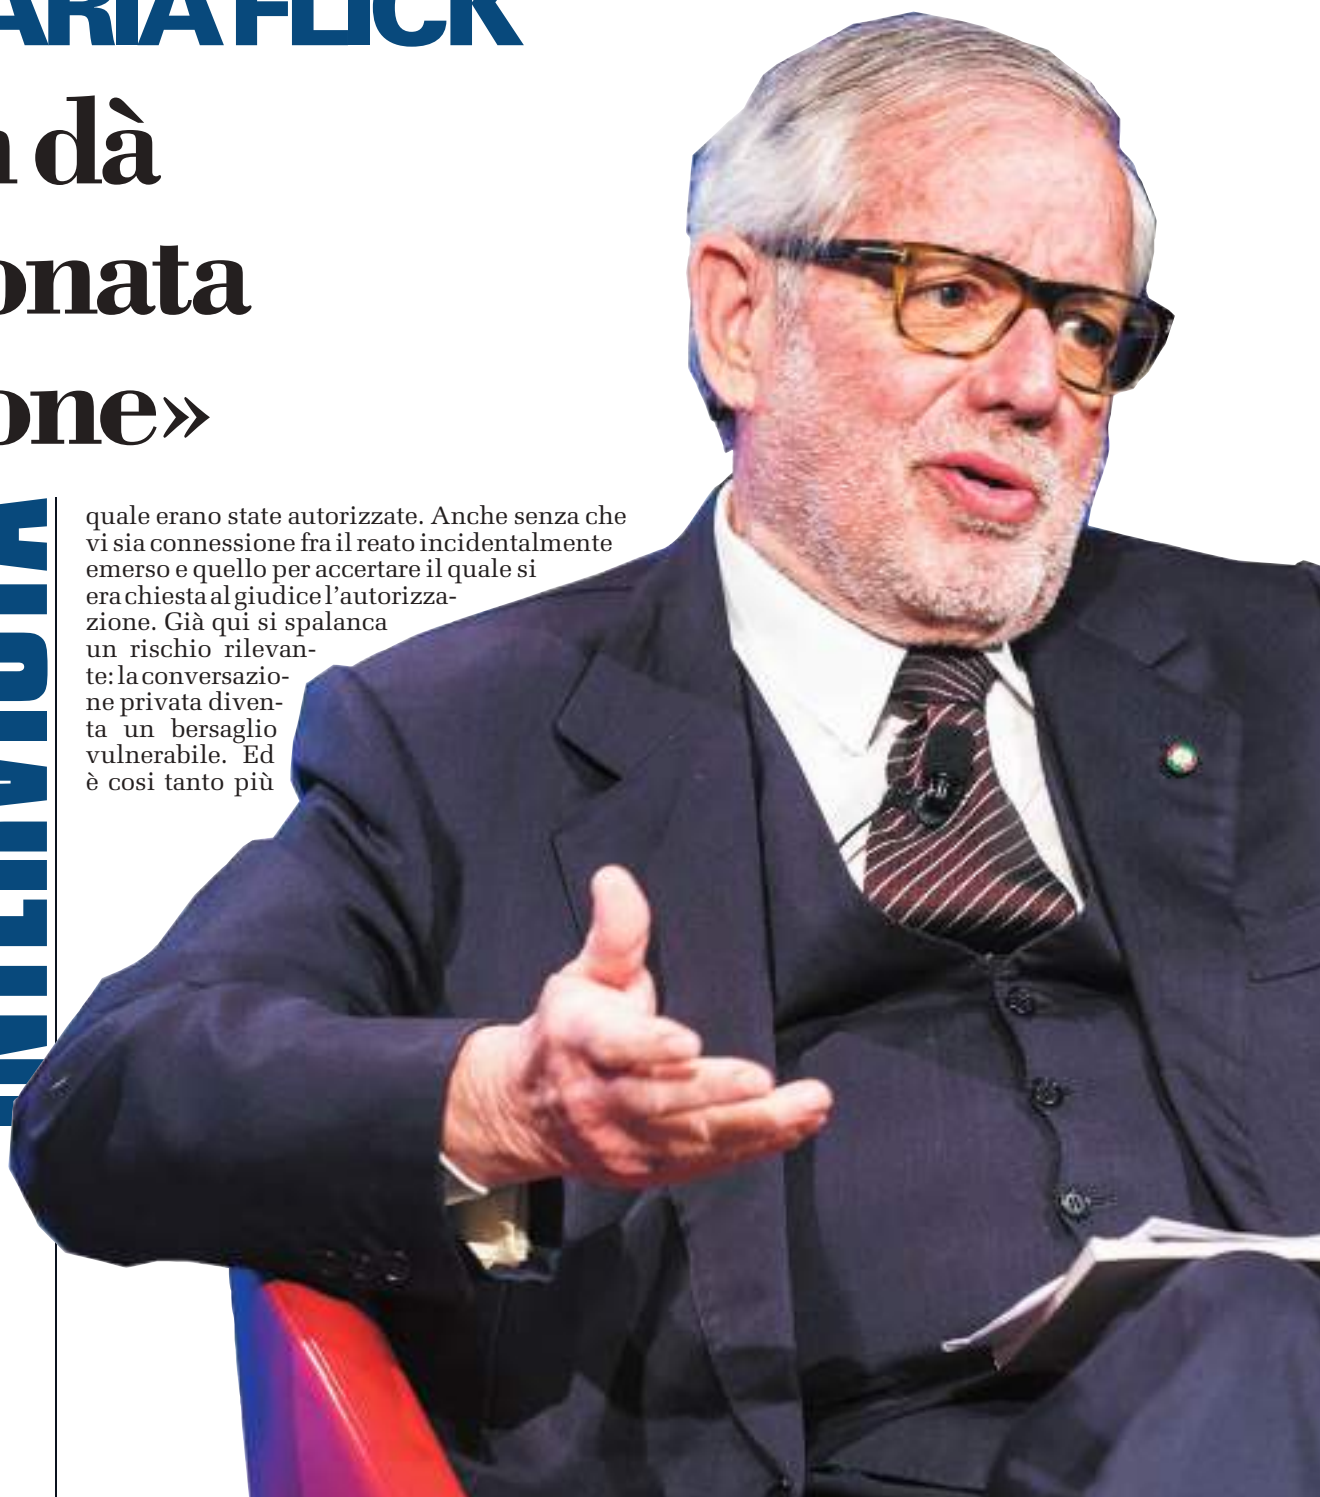 ARIA FLICK
dà
onata
one»
INTERVISTA
quale erano state autorizzate. Anche senza che
vi sia connessione fra il reato incidentalmente
emerso e quello per accertare il quale si
era chiesta al giudice l'autorizza-
zione. Già qui si spalanca
un rischio rilevan-
te: la conversazio-
ne privata diven-
ta un bersaglio
vulnerabile. Ed
è cosi tanto più